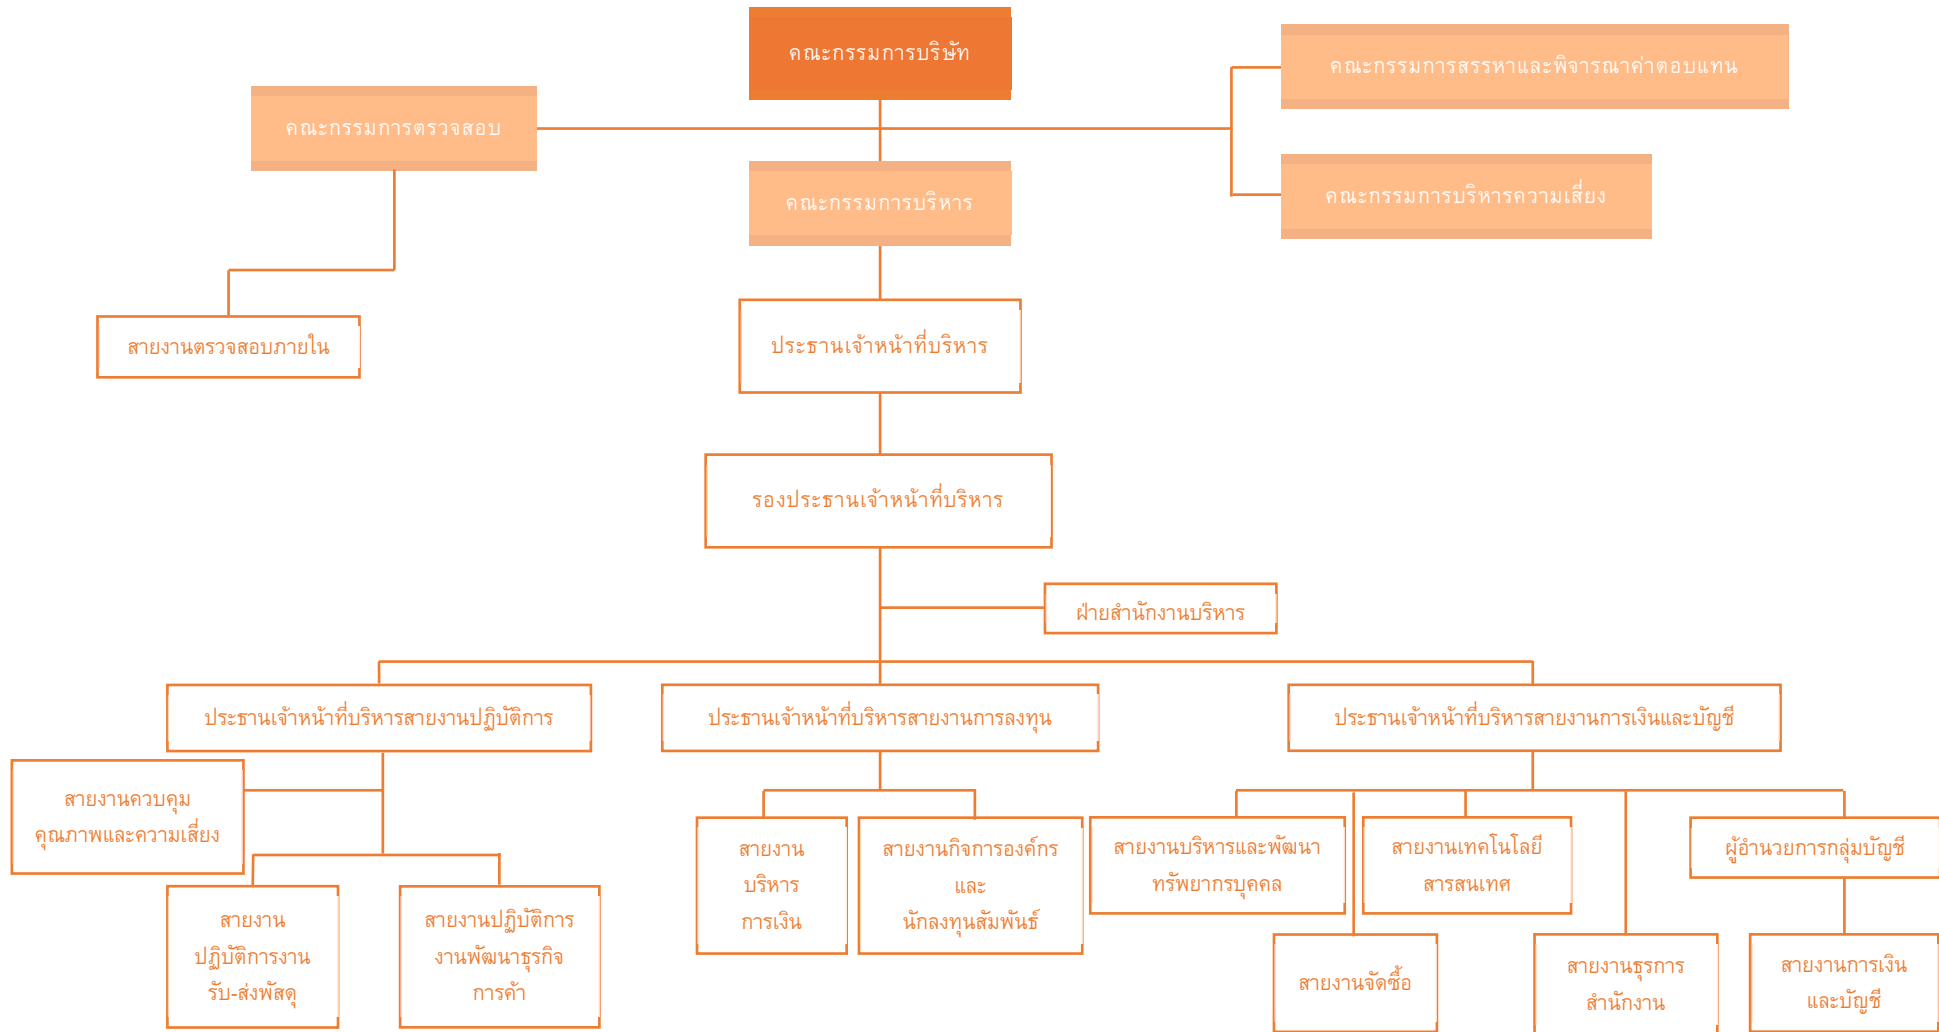 คณะกรรมการบริษัท
คณะกรรมการสรรหาและพิจารณาค่าตอบแทน
คณะกรรมการตรวจสอบ
คณะกรรมการบริหารความเสี่ยง
คณะกรรมการบริหาร
สายงานตรวจสอบภายใน
ประธานเจ้าหน้าที่บริหาร
รองประธานเจ้าหน้าที่บริหาร
ฝ่ายสำนักงานบริหาร
ประธานเจ้าหน้าที่บริหารสายงานปฏิบัติการ
ประธานเจ้าหน้าที่บริหารสายงานการลงทุน
ประธานเจ้าหน้าที่บริหารสายงานการเงินและบัญชี
สายงานควบคุม
คุณภาพและความเสี่ยง
สายงาน
ปฏิบัติการงาน
รับ-ส่งพัสดุ
สายงานปฏิบัติการ
งานพัฒนาธุรกิจ
การค้า
สายงาน
บริหาร
การเงิน
สายงานกิจการองค์กร
และ
นักลงทุนสัมพันธ์
สายงานบริหารและพัฒนา
ทรัพยากรบุคคล
สายงานเทคโนโลยี
สารสนเทศ
ผู้อำนวยการกลุ่มบัญชี
สายงานจัดซื้อ
สายงานธุรการ
สำนักงาน
สายงานการเงิน
และบัญชี